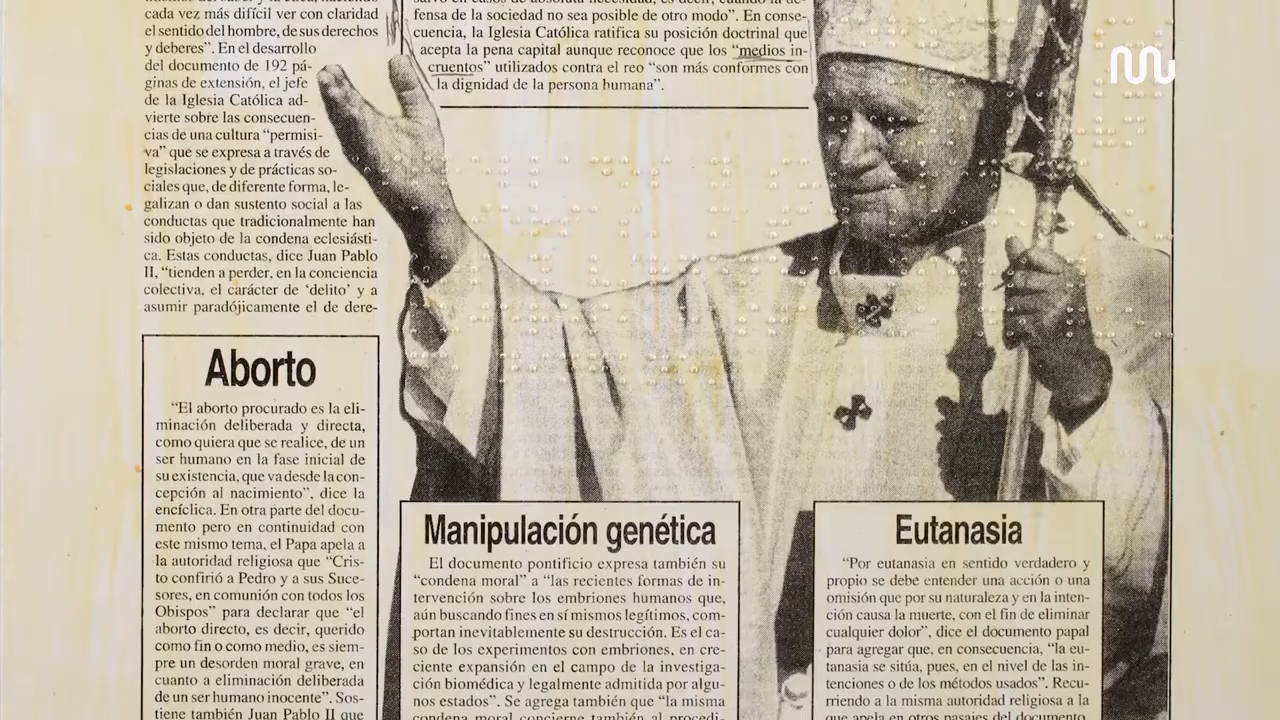 cada vez más difícil ver con claridad
el sentido del hombre, de sus derechos
y deberes”. En el desarrollo
del documento de 192 pá-
ginas de extensión, el jefe
de la Iglesia Católica ad-
vierte sobre las consecuen-
cias de una cultura “permisi-
va” que se expresa a través de
legislaciones y de prácticas so-
ciales que, de diferente forma, le-
galizan o dan sustento social a las
conductas que tradicionalmente han
sido objeto de la condena eclesiásti-
ca. Estas conductas, dice Juan Pablo
II, “tienden a perder, en la conciencia
colectiva, el carácter de ‘delito’ y a
asumir paradójicamente el de dere-
fensa de la sociedad no sea posible de otro modo”. En conse-
cuencia, la Iglesia Católica ratifica su posición doctrinal que
acepta la pena capital aunque reconoce que los “medios in-
cruentos” utilizados contra el reo “son más conformes con
la dignidad de la persona humana”.
Aborto
“El aborto procurado es la eli-
minación deliberada y directa,
como quiera que se realice, de un
ser humano en la fase inicial de
su existencia, que va desde la con-
cepción al nacimiento”, dice la
encíclica. En otra parte del docu-
mento pero en continuidad con
este mismo tema, el Papa apela a
la autoridad religiosa que “Cris-
to confirió a Pedro y a sus Suce-
sores, en comunión con todos los
Obispos” para declarar que “el
aborto directo, es decir, querido
como fin o como medio, es siem-
pre un desorden moral grave, en
cuanto a eliminación deliberada
de un ser humano inocente”. Sos-
tiene también Juan Pablo II que
Manipulación genética
El documento pontificio expresa también su
“condena moral” a “las recientes formas de in-
tervención sobre los embriones humanos que,
aún buscando fines en sí mismos legítimos, com-
portan inevitablemente su destrucción. Es el ca-
so de los experimentos con embriones, en cre-
ciente expansión en el campo de la investiga-
ción biomédica y legalmente admitida por algu-
nos estados”. Se agrega también que “la misma
condena moral concierne también al procedi-
Eutanasia
“Por eutanasia en sentido verdadero y
propio se debe entender una acción o una
omisión que por su naturaleza y en la inten-
ción causa la muerte, con el fin de eliminar
cualquier dolor”, dice el documento papal
para agregar que, en consecuencia, “la eu-
tanasia se sitúa, pues, en el nivel de las in-
tenciones o de los métodos usados”. Recu-
rriendo a la misma autoridad religiosa a la
que apela en otros pasajes del documento,